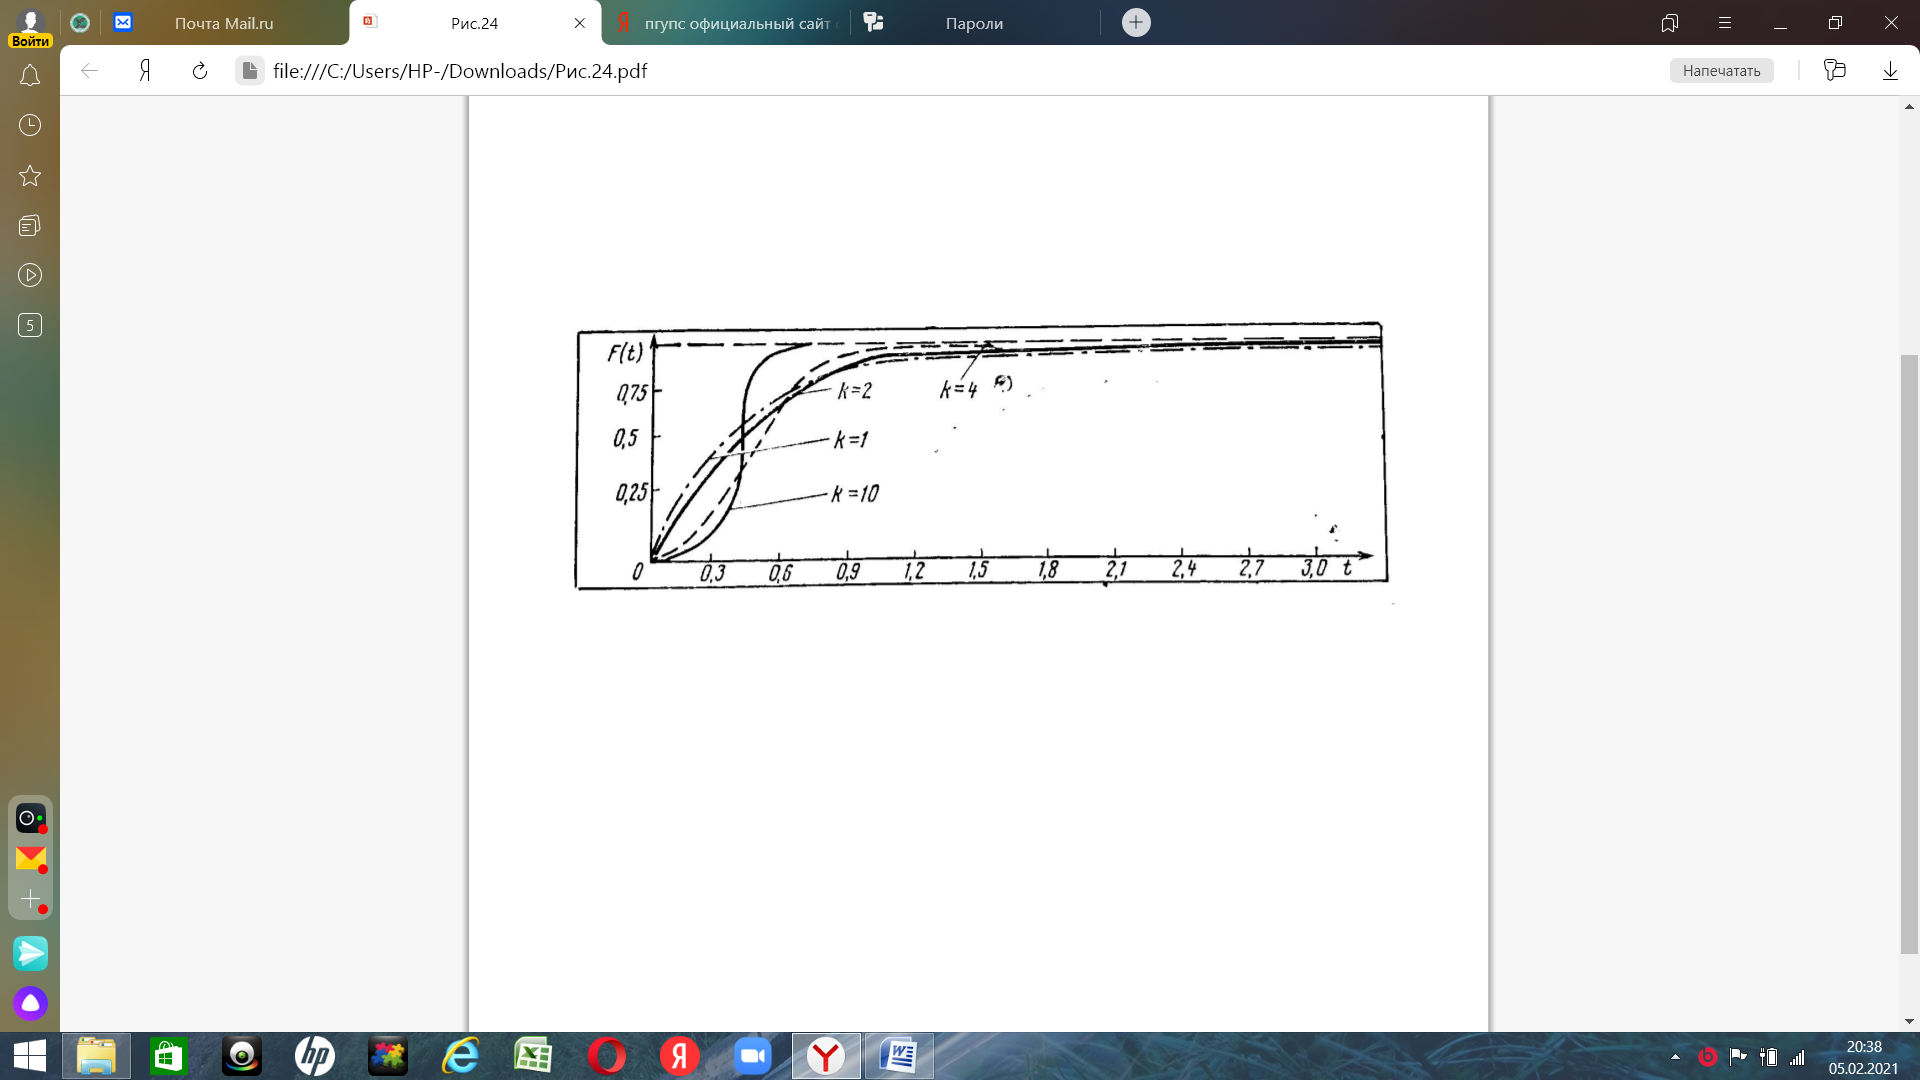 Почта Mail.ru
Рис.24
пгупс официальный сайт
Пароли
Войти
file:///C:/Users/HP-/Downloads/Рис.24.pdf
Напечатать
5
F(t)
0,75
0,5
0,25
k=2
k=4
k=1
k=10
0
0,3
0,6
0,9
1,2
1,5
1,8
2,1
2,4
2,7
3,0
t
20:38
05.02.2021